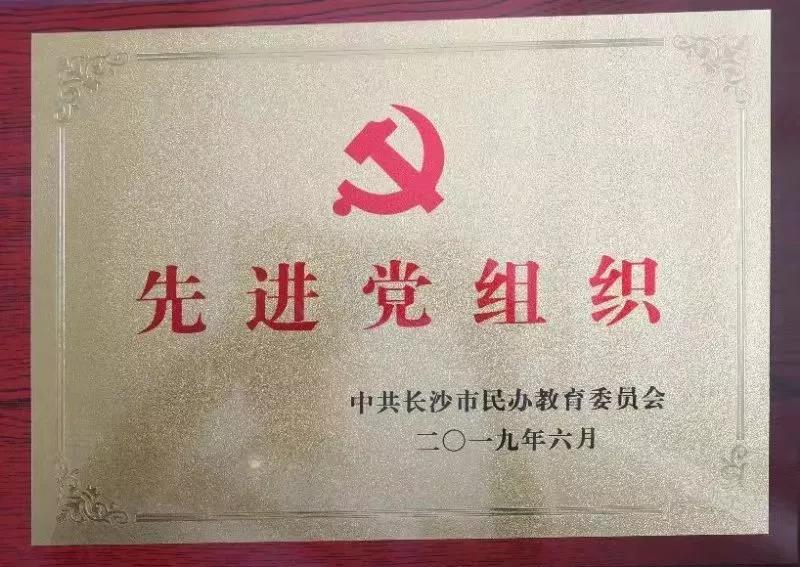 先进党组织
中共长沙市民办教育委员会
二〇一九年六月